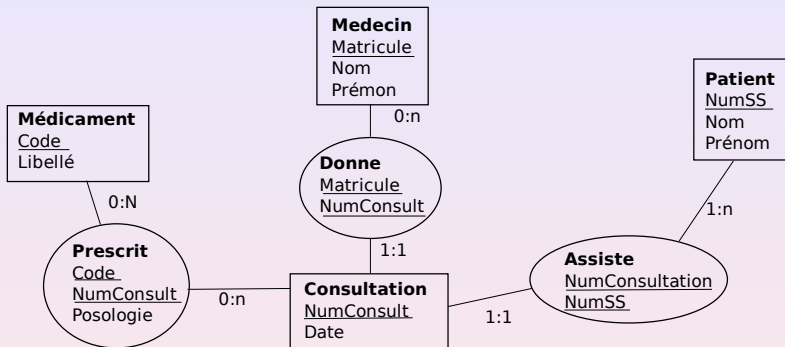 Medecin
Matricule
Nom
Prémon
0:n
Patient
NumSS
Nom
Prénom
Médicament
Code
Libellé
0:N
Donne
Matricule
NumConsult
1:n
1:1
Prescrit
Code
NumConsult
Posologie
0:n
Consultation
NumConsult
Date
1:1
Assiste
NumConsultation
NumSS